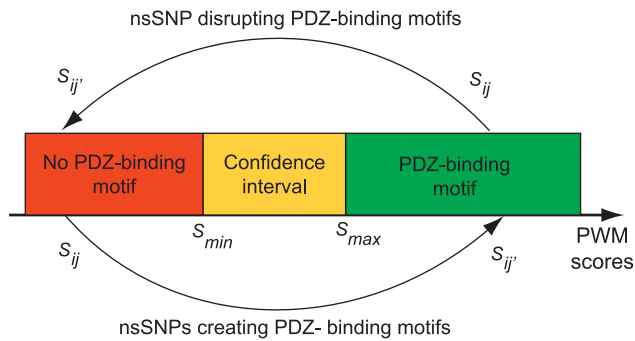 nsSNP disrupting PDZ-binding motifs
S_ij'
S_ij
No PDZ-binding
motif
Confidence
interval
PDZ-binding
motif
S_ij
S_min
S_max
S_ij'
PWM
scores
nsSNPs creating PDZ- binding motifs